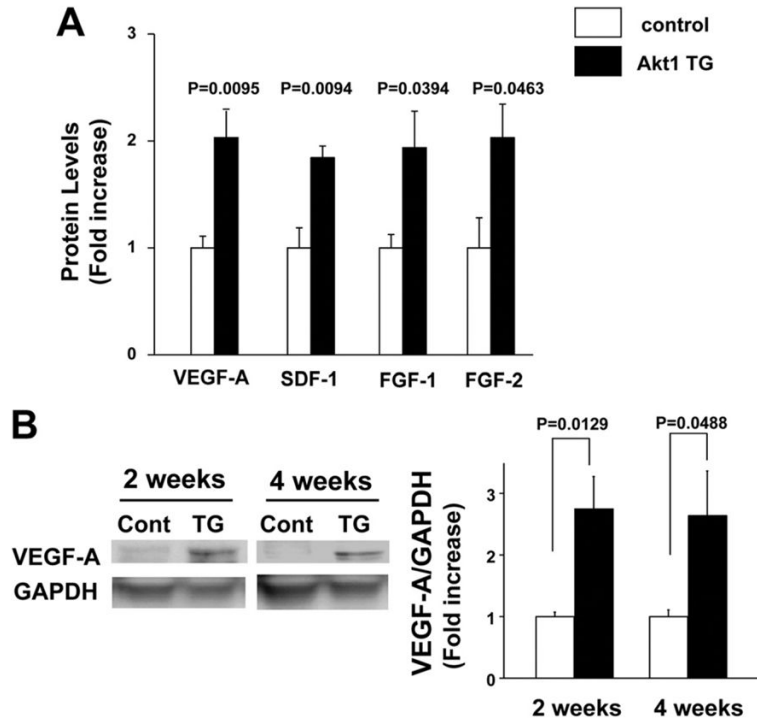 A
control
Akt1 TG
Protein Levels
(Fold increase)
3
2
1
0
P=0.0095 P=0.0094 P=0.0394 P=0.0463
VEGF-A SDF-1 FGF-1 FGF-2
B
2 weeks 4 weeks
Cont TG Cont TG
VEGF-A
GAPDH
VEGF-A/GAPDH
(Fold increase)
P=0.0129 P=0.0488
3
2
1
0
2 weeks 4 weeks